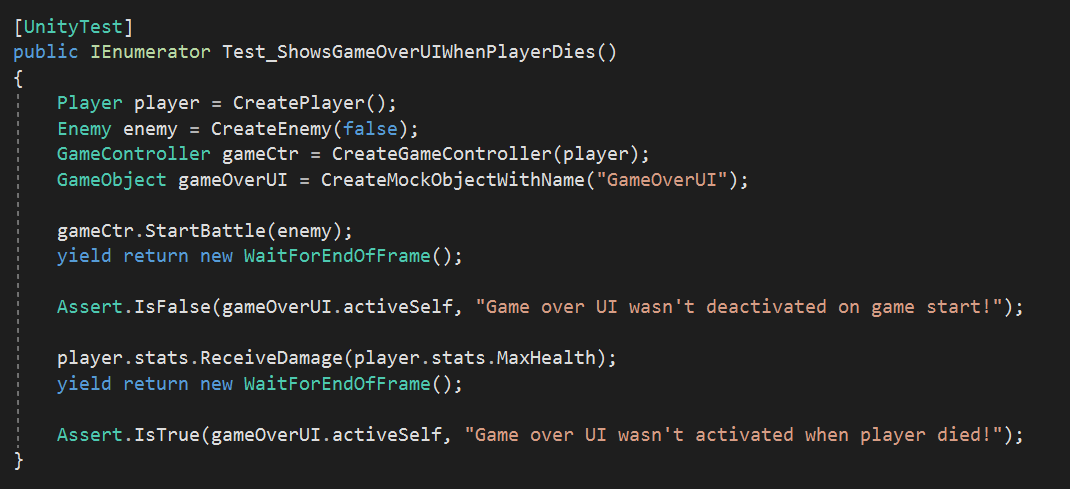 [UnityTest]
public IEnumerator Test_ShowsGameOverUIWhenPlayerDies()
{
    Player player = CreatePlayer();
    Enemy enemy = CreateEnemy(false);
    GameController gameCtr = CreateGameController(player);
    GameObject gameOverUI = CreateMockObjectWithName("GameOverUI");

    gameCtr.StartBattle(enemy);
    yield return new WaitForEndOfFrame();

    Assert.IsFalse(gameOverUI.activeSelf, "Game over UI wasn't deactivated on game start!");

    player.stats.ReceiveDamage(player.stats.MaxHealth);
    yield return new WaitForEndOfFrame();

    Assert.IsTrue(gameOverUI.activeSelf, "Game over UI wasn't activated when player died!");
}